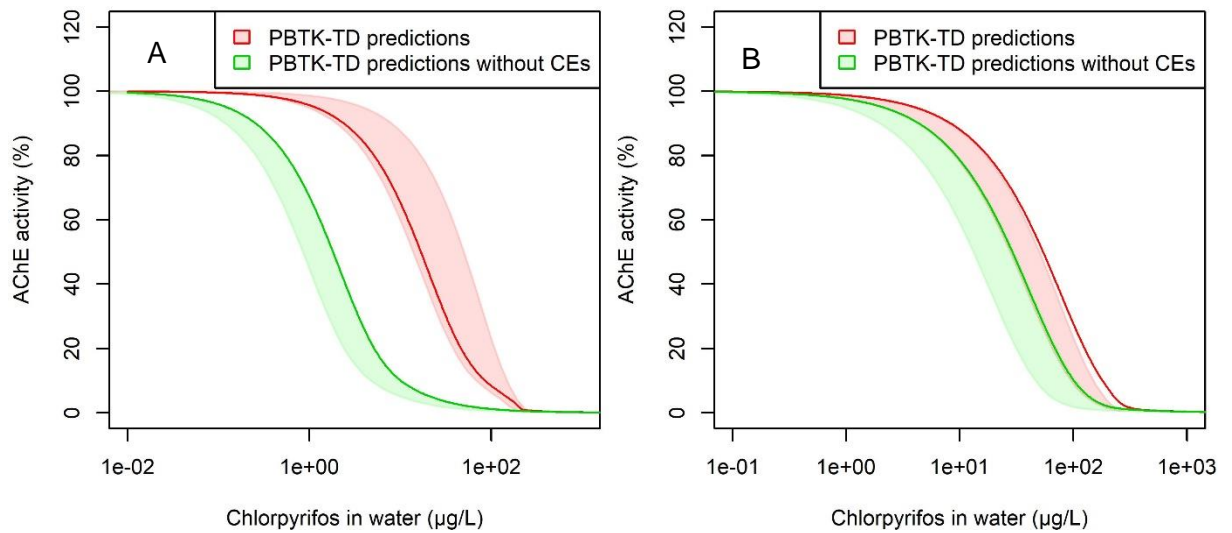 A
PBTK-TD predictions
PBTK-TD predictions without CEs
AChE activity (%)
120
100
80
60
40
20
0
1e-02
1e+00
1e+02
Chlorpyrifos in water (µg/L)
B
PBTK-TD predictions
PBTK-TD predictions without CEs
AChE activity (%)
120
100
80
60
40
20
0
1e-01
1e+00
1e+01
1e+02
1e+03
Chlorpyrifos in water (µg/L)